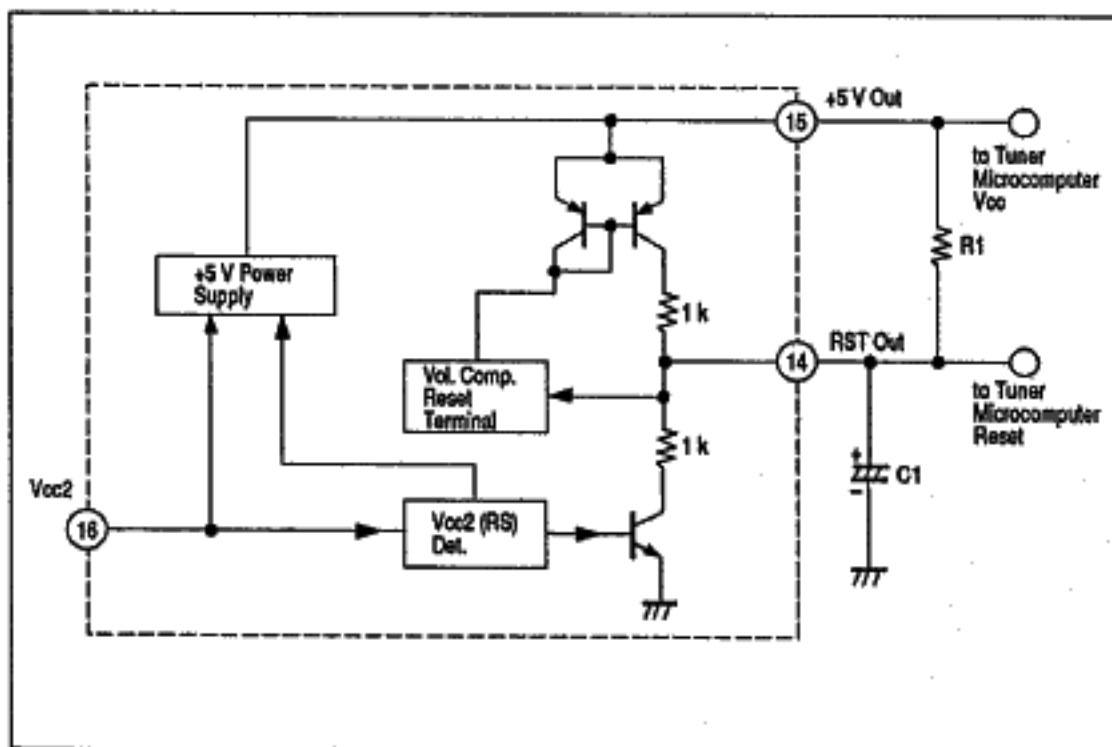 +5 V Out
15
to Tuner
Microcomputer
Vcc
+5 V Power
Supply
R1
1 k
RST Out
14
Vol. Comp.
Reset
Terminal
to Tuner
Microcomputer
Reset
1 k
+
-
C1
Vcc2
16
Vcc2 (RS)
Det.